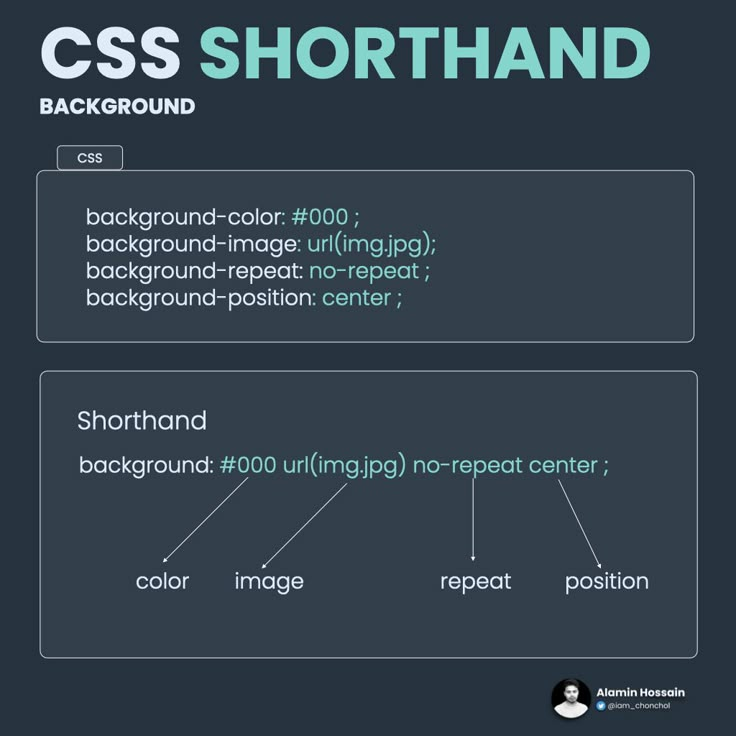 CSS SHORTHAND
BACKGROUND
CSS
background-color: #000 ;
background-image: url(img.jpg);
background-repeat: no-repeat ;
background-position: center ;
Shorthand
background: #000 url(img.jpg) no-repeat center ;
color image repeat position
Alamin Hossain
@iam_chonchol